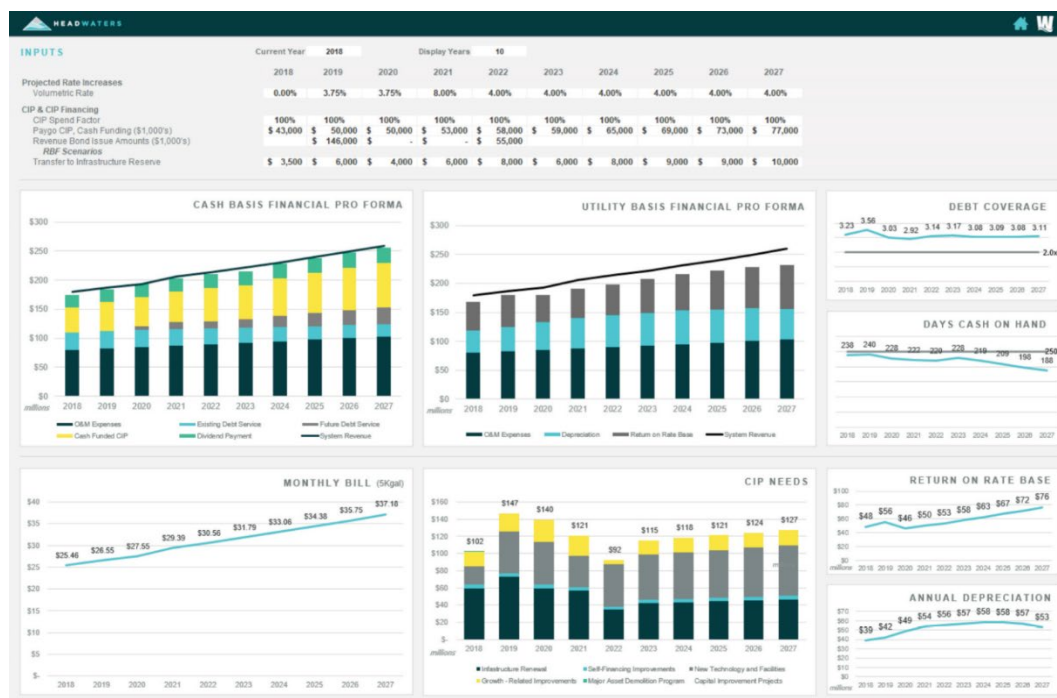 HEADWATERS
INPUTS Current Year 2018 Display Years 10
2018 2019 2020 2021 2022 2023 2024 2025 2026 2027
Projected Rate Increases
Volumetric Rate 0.00% 3.75% 3.75% 8.00% 4.00% 4.00% 4.00% 4.00% 4.00% 4.00%
CIP & CIP Financing
CIP Spend Factor 100% 100% 100% 100% 100% 100% 100% 100% 100% 100%
Paygo CIP, Cash Funding ($1,000's) $ 43,000 $ 50,000 $ 50,000 $ 53,000 $ 58,000 $ 59,000 $ 65,000 $ 69,000 $ 73,000 $ 77,000
Revenue Bond Issue Amounts ($1,000's) $ 146,000 $ - $ - $ 55,000
RBF Scenarios
Transfer to Infrastructure Reserve $ 3,500 $ 6,000 $ 4,000 $ 6,000 $ 8,000 $ 6,000 $ 8,000 $ 9,000 $ 9,000 $ 10,000
CASH BASIS FINANCIAL PRO FORMA
$300
$250
$200
$150
$100
$50
$0
millions 2018 2019 2020 2021 2022 2023 2024 2025 2026 2027
O&M Expenses Existing Debt Service Future Debt Service
Cash Funded CIP Dividend Payment System Revenue
UTILITY BASIS FINANCIAL PRO FORMA
$300
$250
$200
$150
$100
$50
$0
millions 2018 2019 2020 2021 2022 2023 2024 2025 2026 2027
O&M Expenses Depreciation Return on Rate Base System Revenue
DEBT COVERAGE
3.23 3.56 3.03 2.92 3.14 3.17 3.08 3.09 3.08 3.11
2.0x
2018 2019 2020 2021 2022 2023 2024 2025 2026 2027
DAYS CASH ON HAND
238 240 228 222 220 228 219 209 198 188
250
2018 2019 2020 2021 2022 2023 2024 2025 2026 2027
MONTHLY BILL (5Kgal)
$40
$35
$30
$25
$20
$15
$10
$5
$-
$25.46 $26.55 $27.55 $29.39 $30.56 $31.79 $33.06 $34.38 $35.75 $37.18
2018 2019 2020 2021 2022 2023 2024 2025 2026 2027
CIP NEEDS
$160
$140
$120
$100
$80
$60
$40
$20
$-
$102 $147 $140 $121 $92 $115 $118 $121 $124 $127
millions 2018 2019 2020 2021 2022 2023 2024 2025 2026 2027
Infrastructure Renewal Self-Financing Improvements New Technology and Facilities
Growth - Related Improvements Major Asset Demolition Program Capital Improvement Projects
RETURN ON RATE BASE
$100
$80
$60
$40
$20
$0
$48 $56 $46 $50 $53 $58 $63 $67 $72 $76
millions 2018 2019 2020 2021 2022 2023 2024 2025 2026 2027
ANNUAL DEPRECIATION
$70
$60
$50
$40
$30
$20
$10
$0
$39 $42 $49 $54 $56 $57 $58 $58 $57 $53
millions 2018 2019 2020 2021 2022 2023 2024 2025 2026 2027